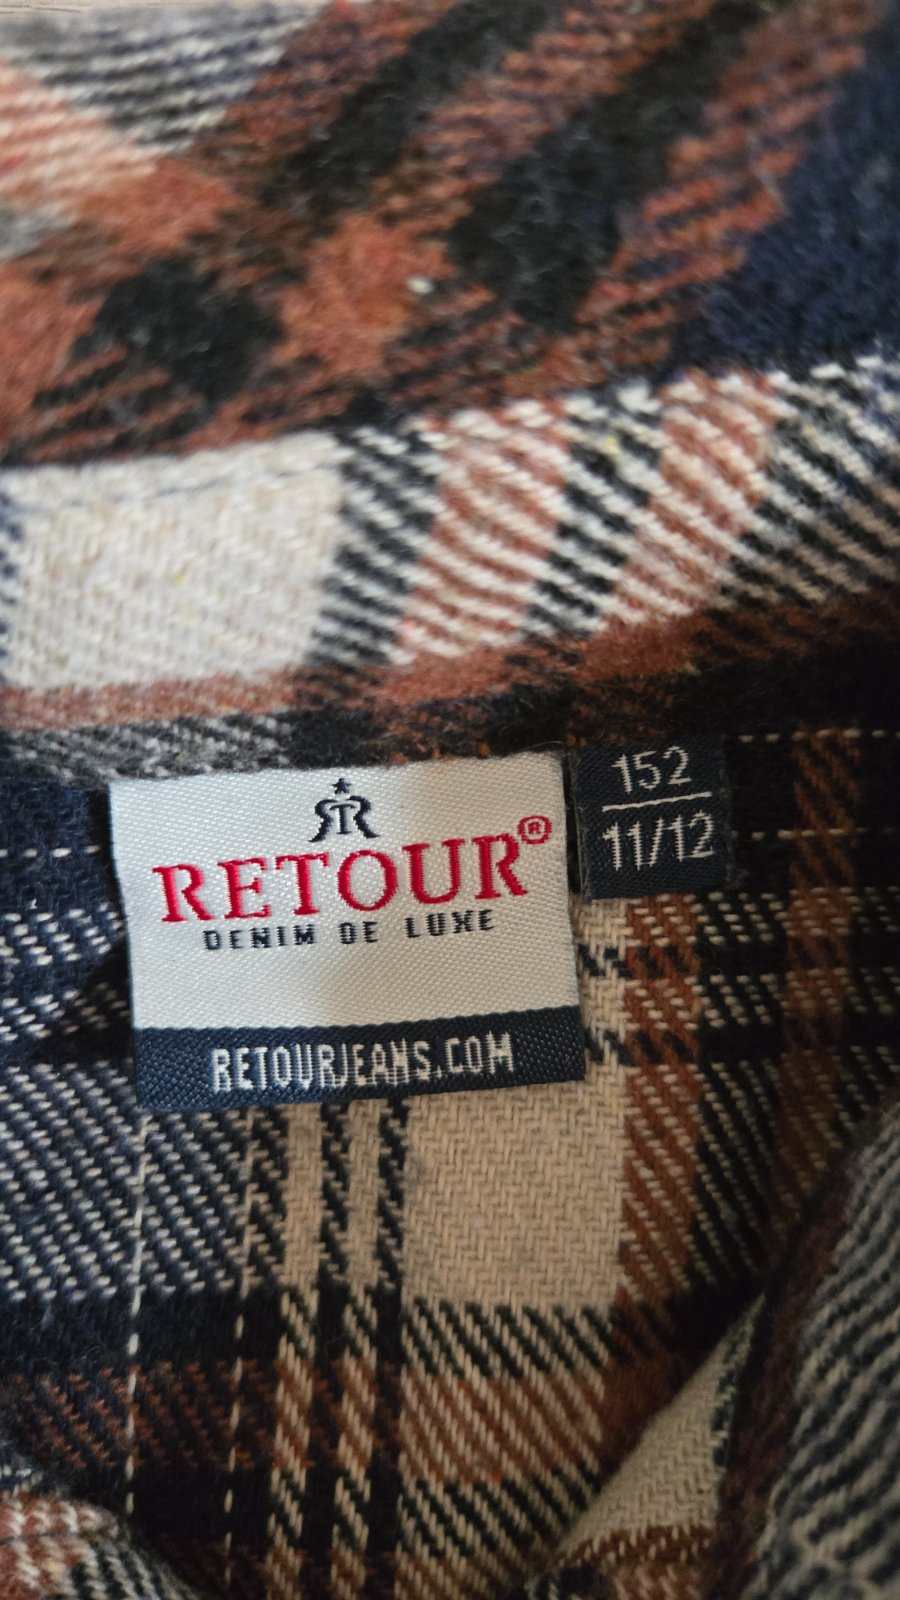 RETOUR®
DENIM DE LUXE
RETOURJEANS.COM
152
11/12